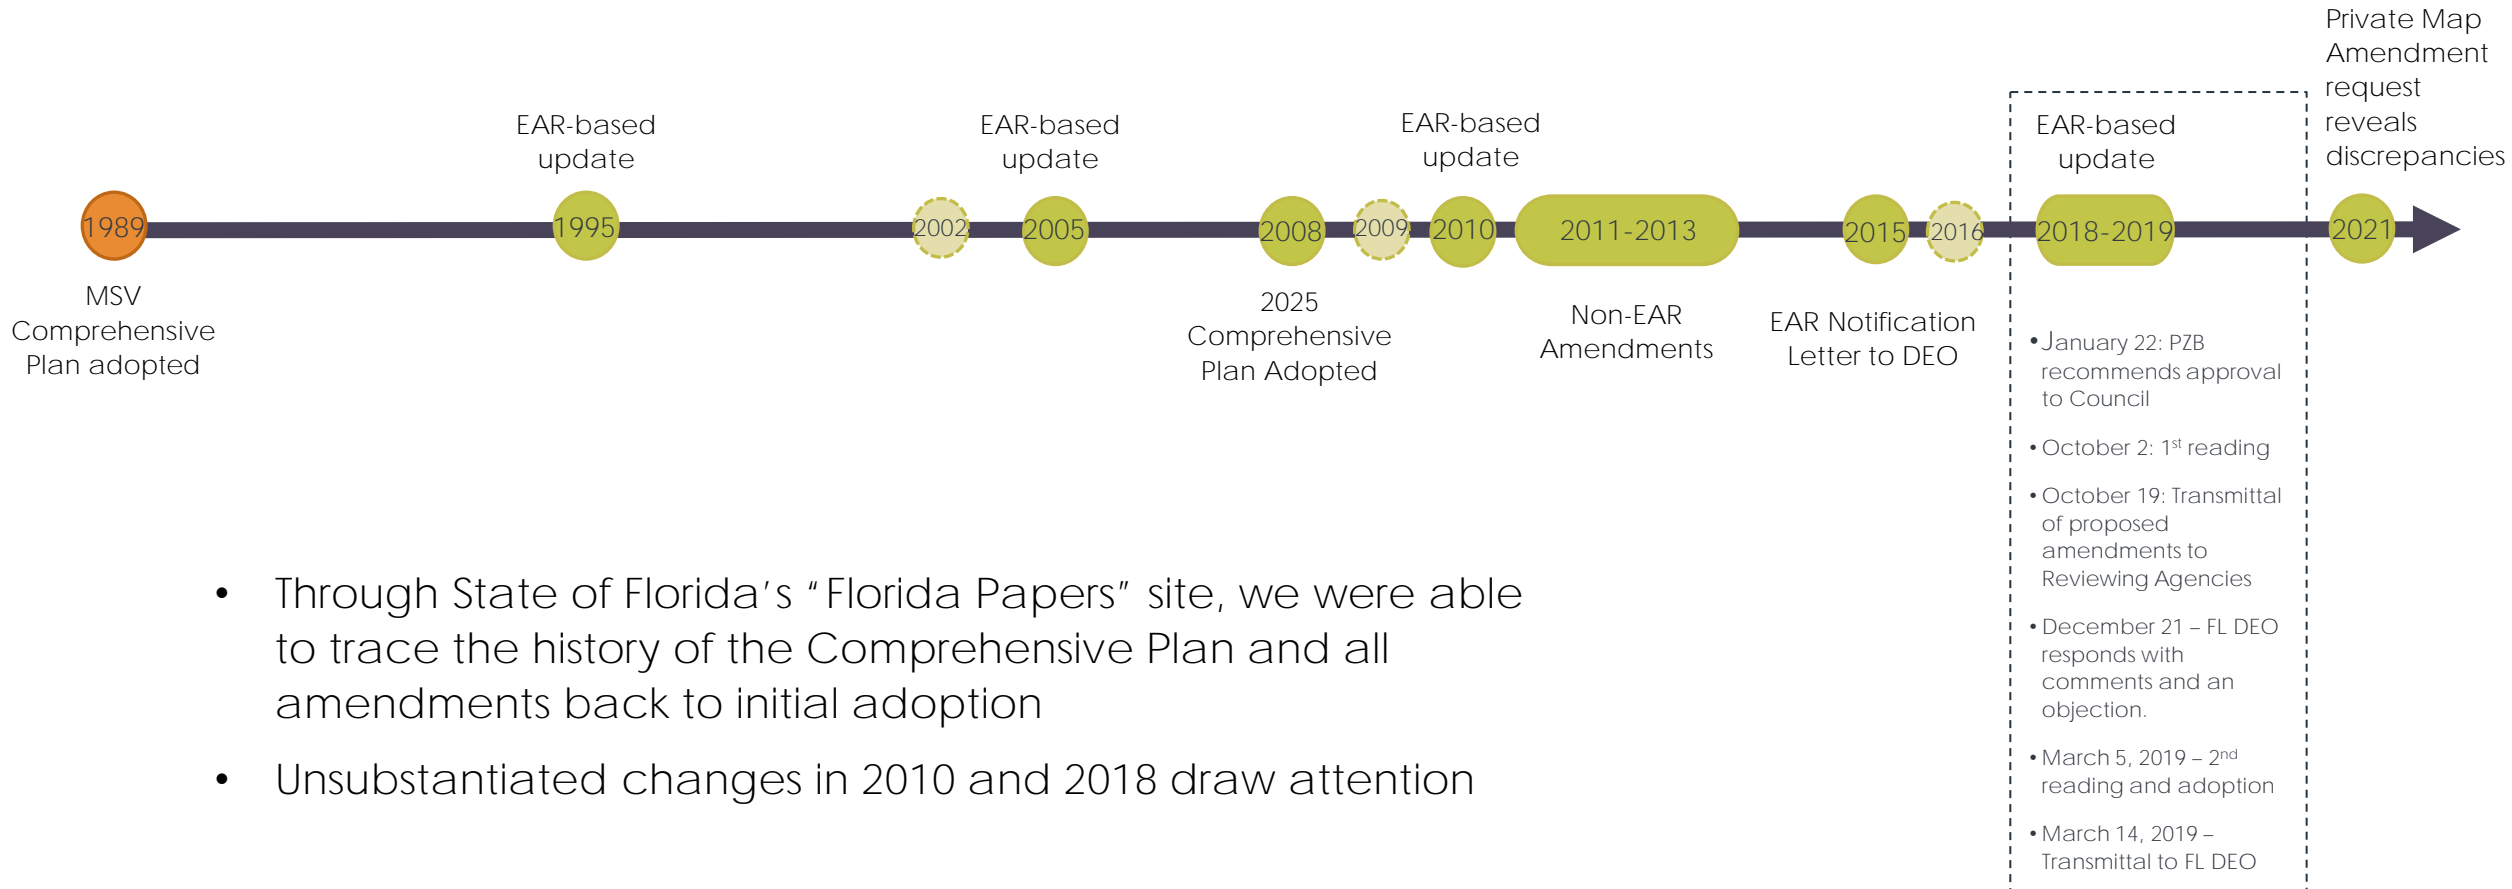 Private Map
Amendment
request
reveals
discrepancies
EAR-based
update
EAR-based
update
EAR-based
update
EAR-based
update
1989
1995
2002
2005
2008
2009
2010
2011-2013
2015
2016
2018-2019
2021
MSV
Comprehensive
Plan adopted
2025
Comprehensive
Plan Adopted
Non-EAR
Amendments
EAR Notification
Letter to DEO
• January 22: PZB
recommends approval
to Council
• October 2: 1st reading
• October 19: Transmittal
of proposed
amendments to
Reviewing Agencies
• December 21 – FL DEO
responds with
comments and an
objection.
• March 5, 2019 – 2nd
reading and adoption
• March 14, 2019 –
Transmittal to FL DEO
• Through State of Florida's "Florida Papers" site, we were able
to trace the history of the Comprehensive Plan and all
amendments back to initial adoption
• Unsubstantiated changes in 2010 and 2018 draw attention